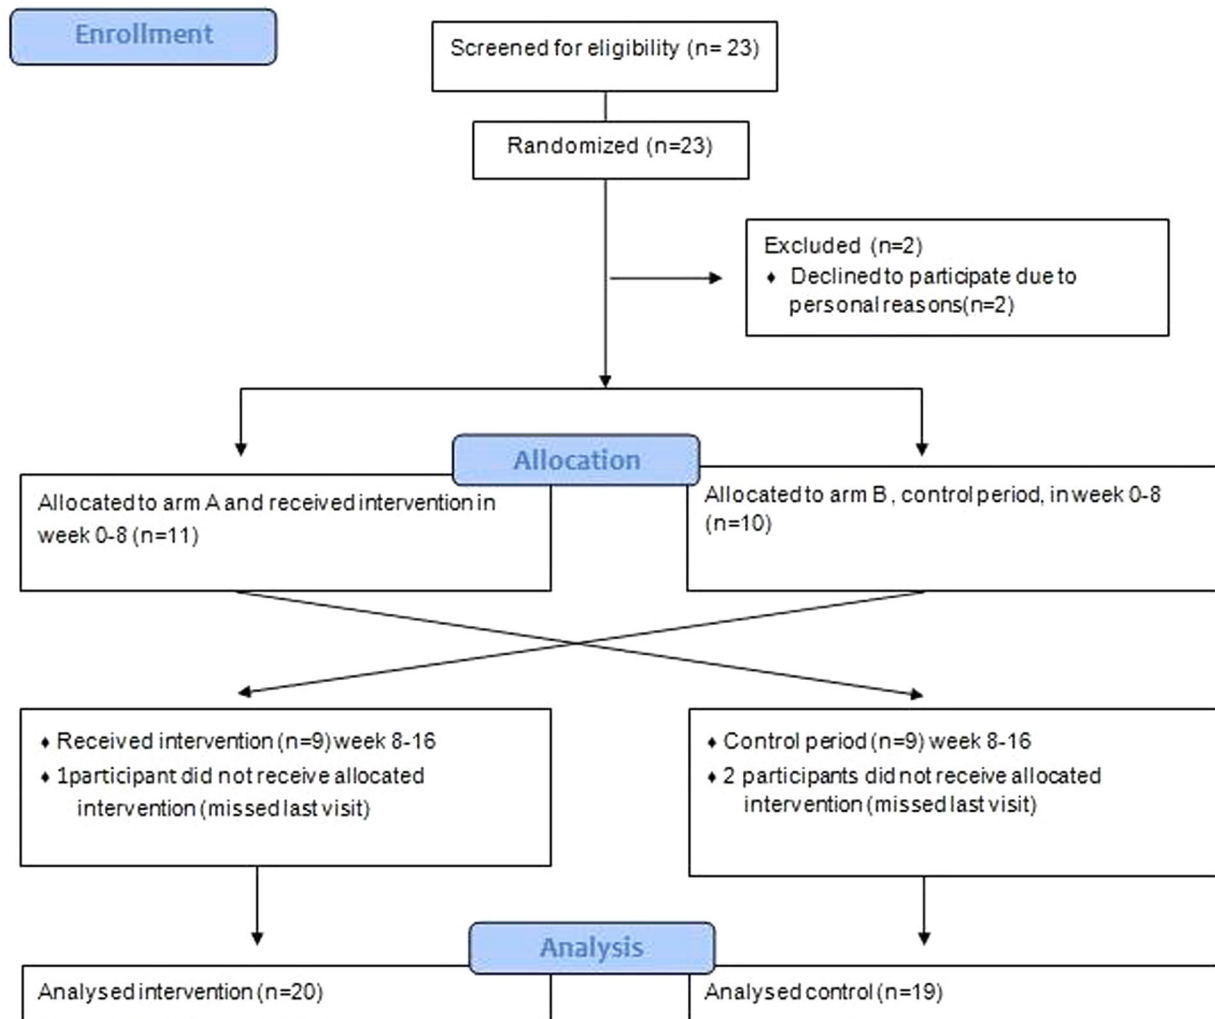 Enrollment
Screened for eligibility (n= 23)
Randomized (n=23)
Excluded (n=2)
♦ Declined to participate due to
personal reasons(n=2)
Allocation
Allocated to arm A and received intervention in
week 0-8 (n=11)
Allocated to arm B , control period, in week 0-8
(n=10)
♦ Received intervention (n=9) week 8-16
♦ 1participant did not receive allocated
intervention (missed last visit)
♦ Control period (n=9) week 8-16
♦ 2 participants did not receive allocated
intervention (missed last visit)
Analysis
Analysed intervention (n=20)
Analysed control (n=19)